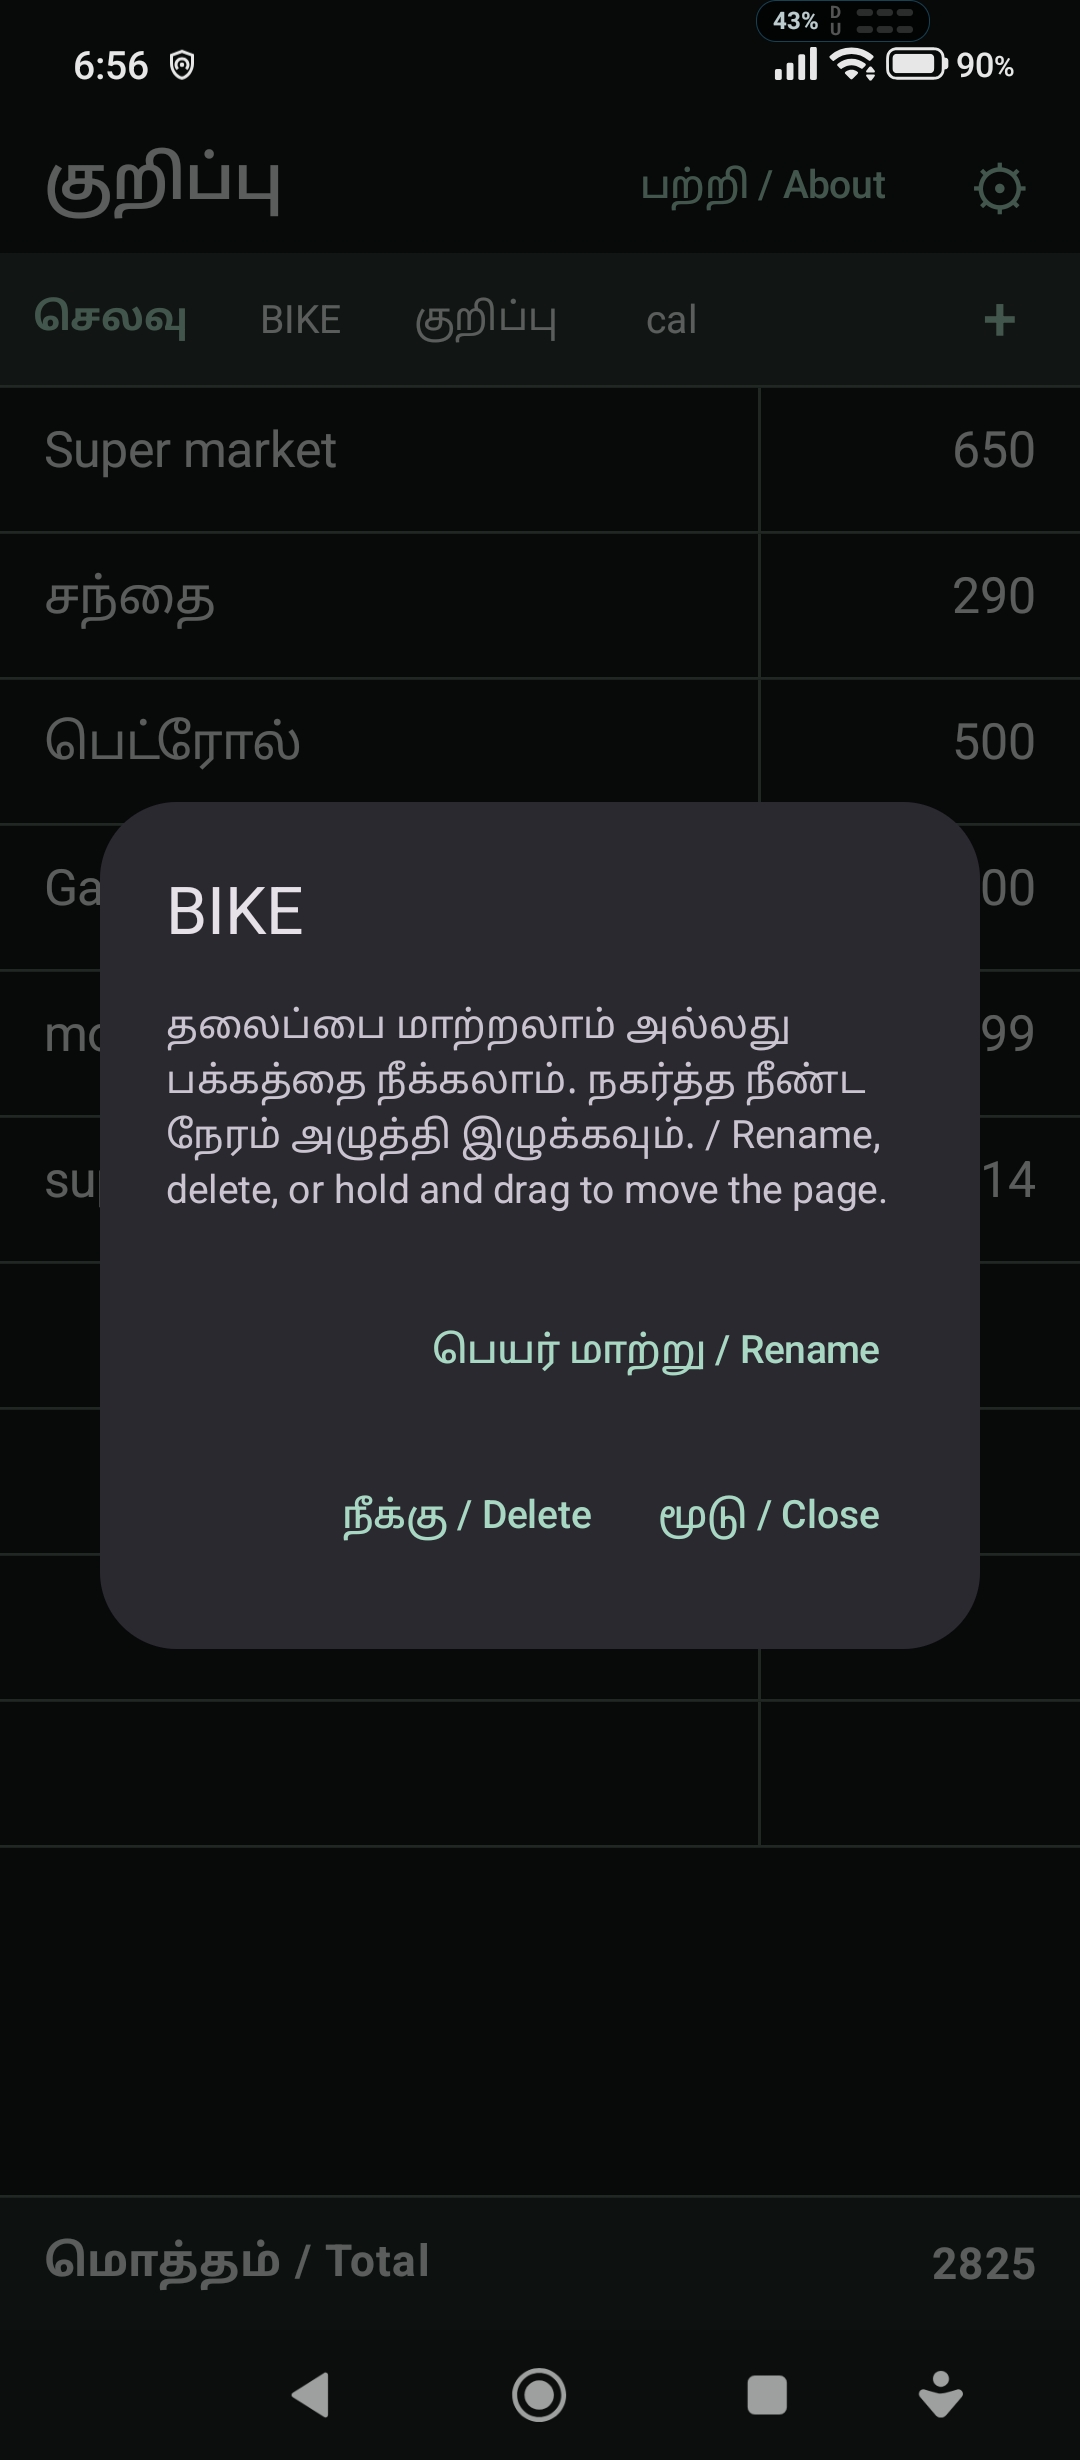 43% D U
6:56 90%
குறிப்பு பற்றி / About
செலவு BIKE குறிப்பு cal +
Super market 650
சந்தை 290
பெட்ரோல் 500
BIKE
தலைப்பை மாற்றலாம் அல்லது
பக்கத்தை நீக்கலாம். நகர்த்த நீண்ட
நேரம் அழுத்தி இழுக்கவும். / Rename,
delete, or hold and drag to move the page.
பெயர் மாற்று / Rename
நீக்கு / Delete மூடு / Close
மொத்தம் / Total 2825